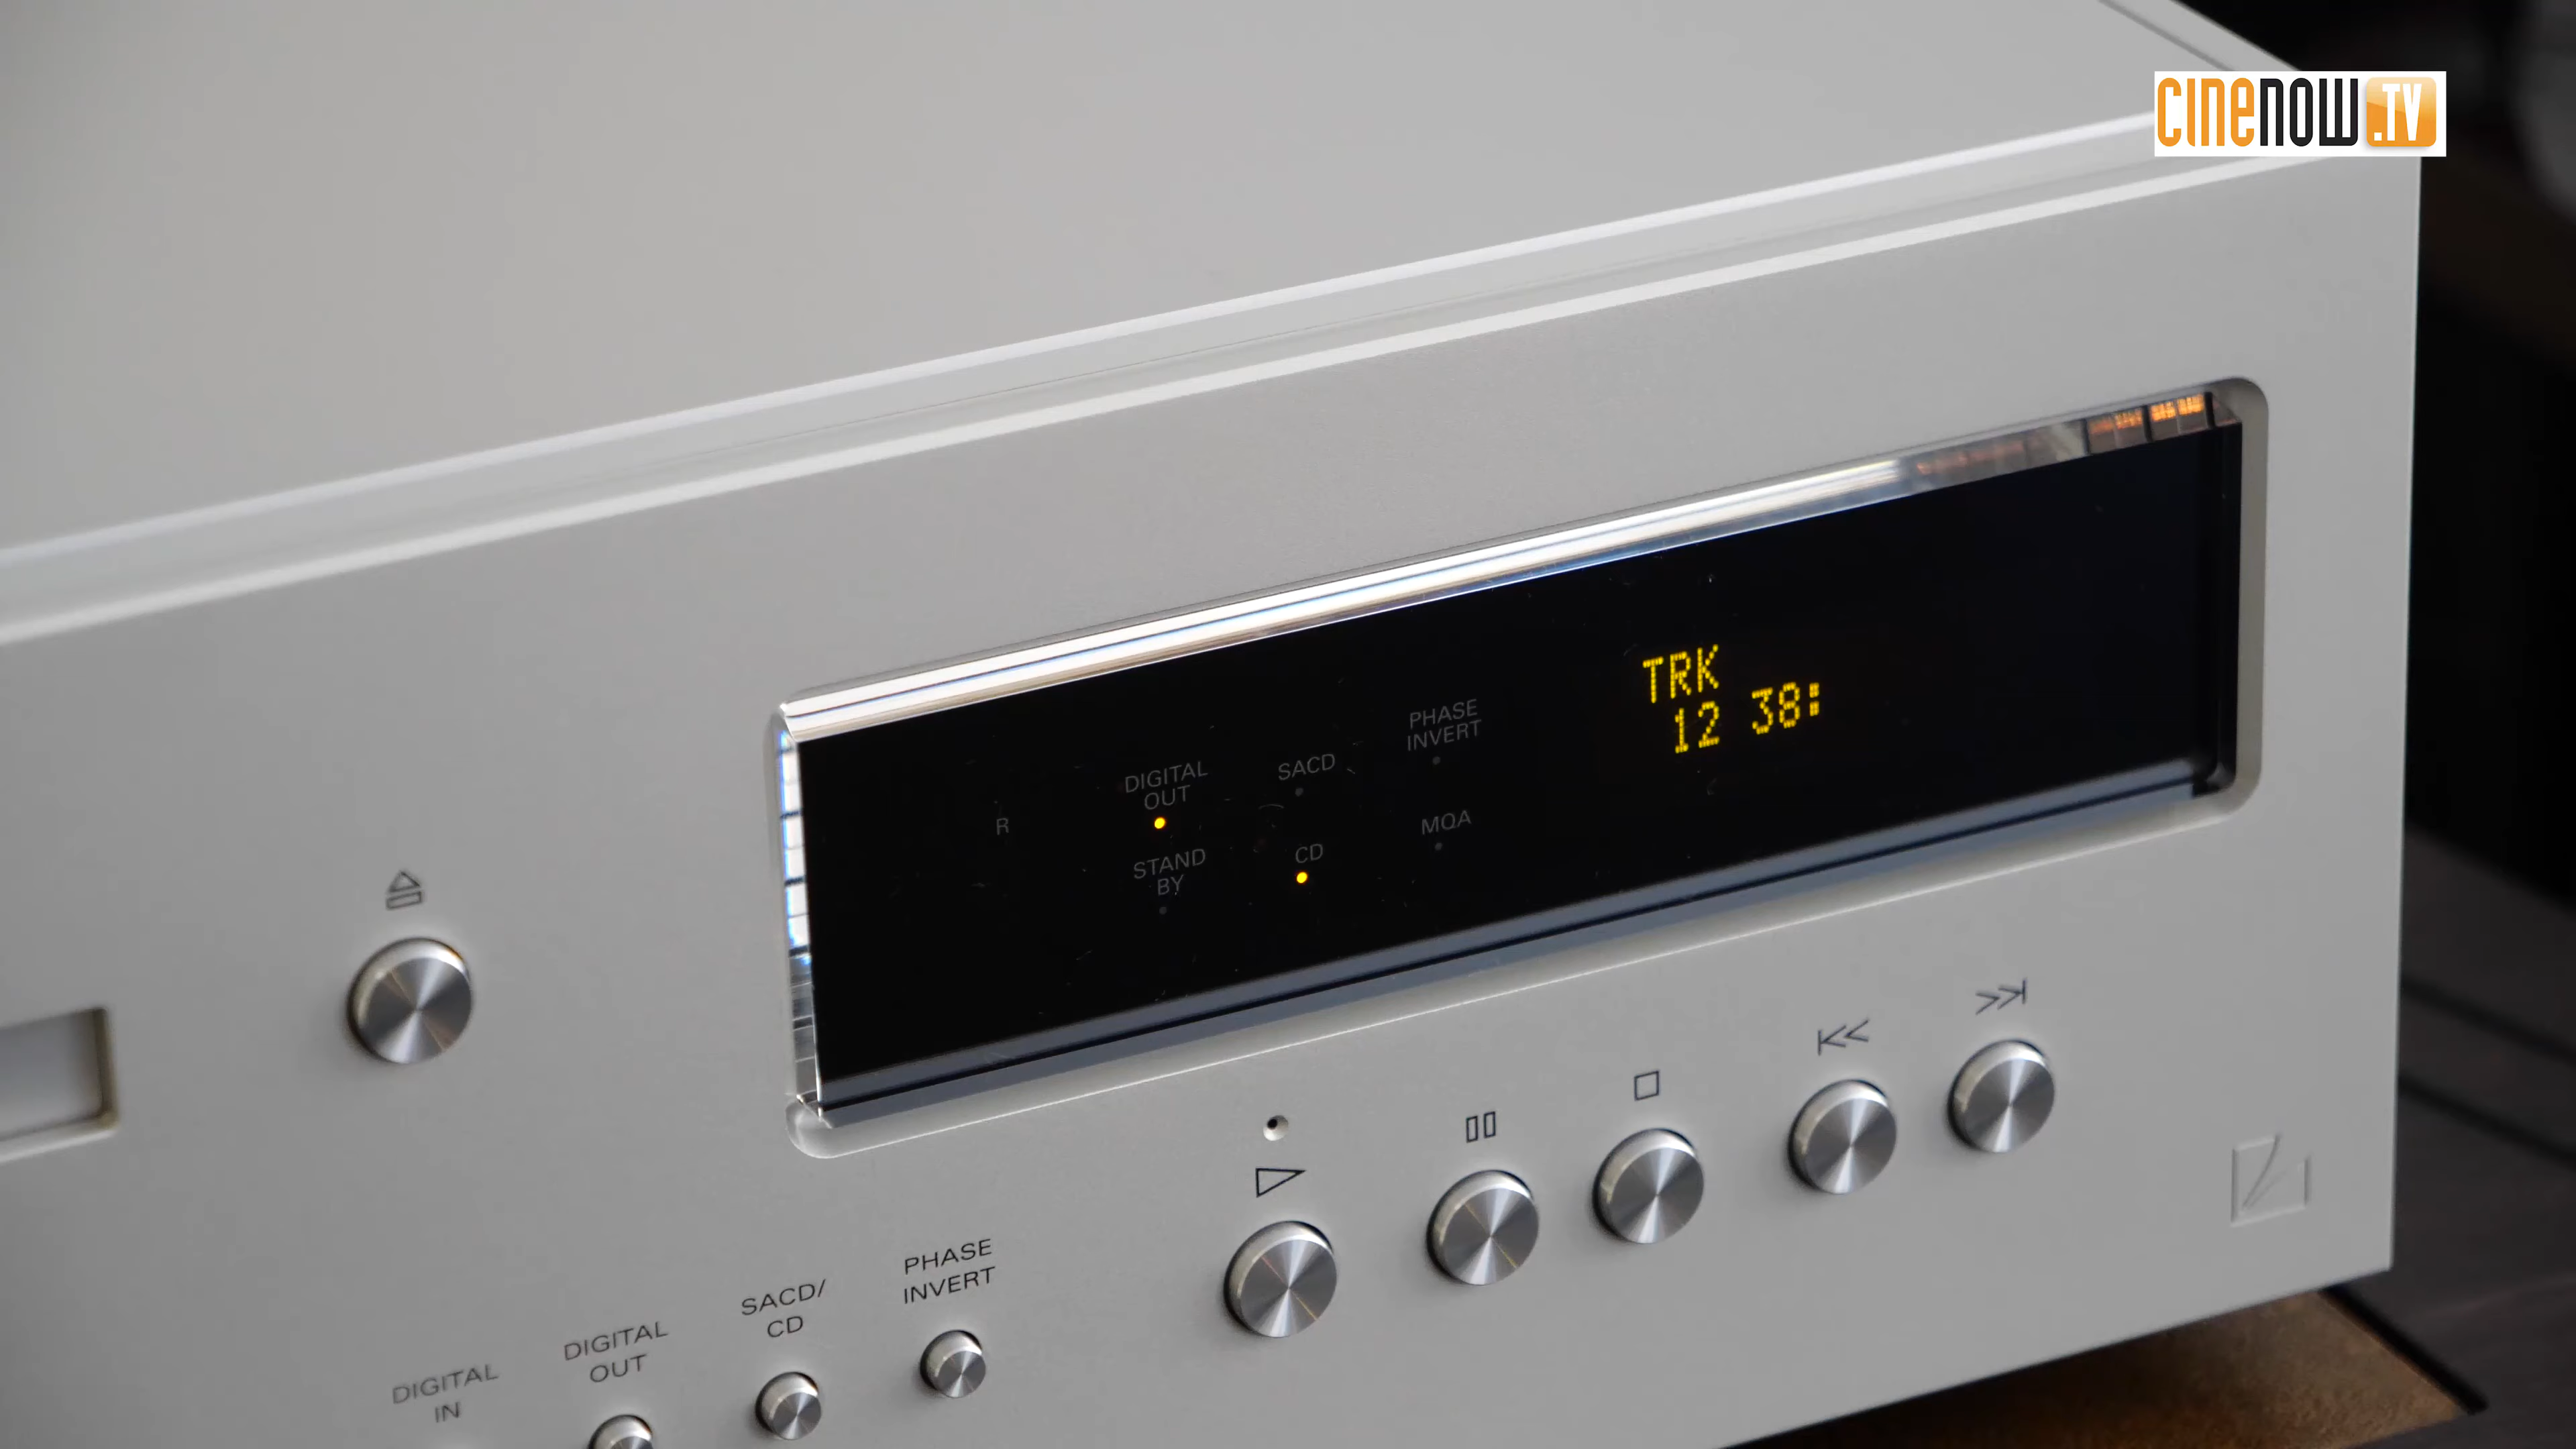 cinenow.TV
TRK
12 38:
PHASE
INVERT
SACD
DIGITAL
OUT
R
MQA
CD
STAND
BY
PHASE
INVERT
SACD/
CD
DIGITAL
OUT
DIGITAL
IN